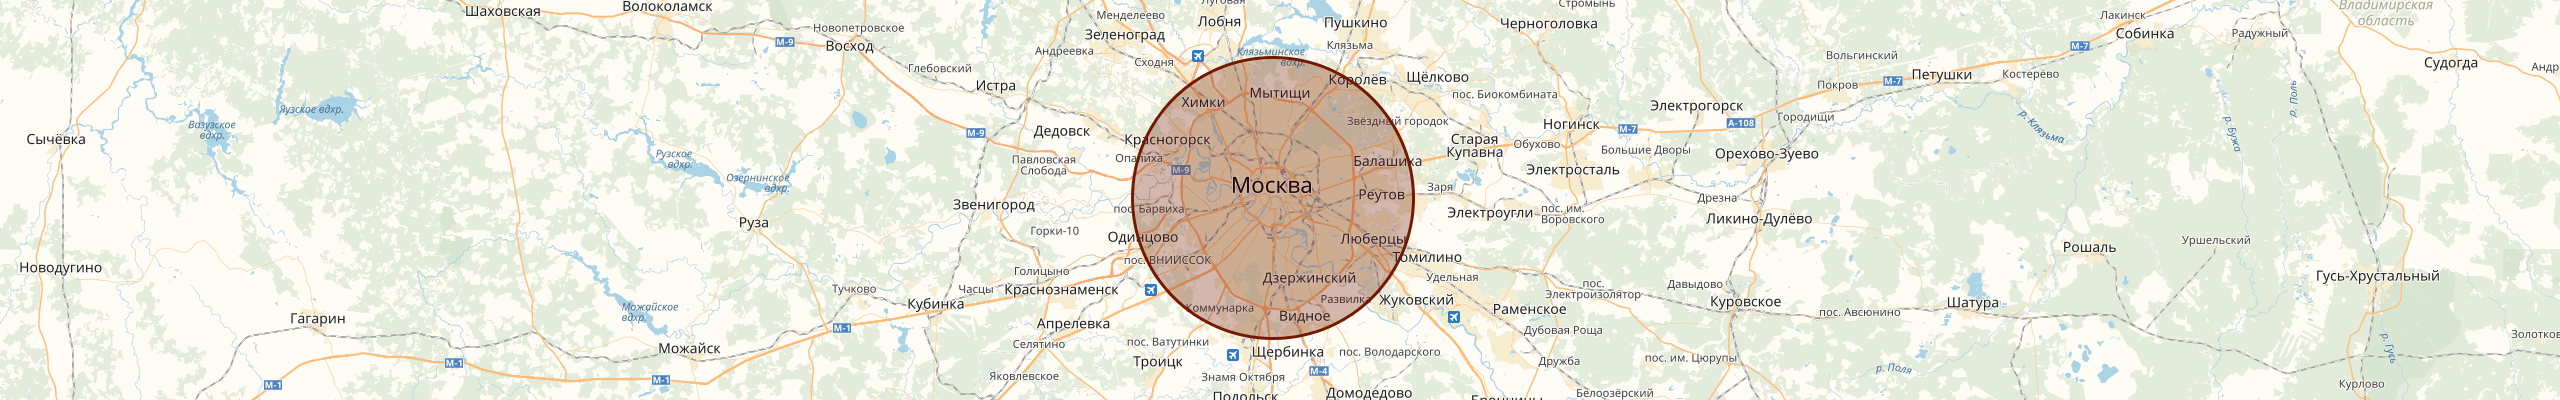 Шаховская
Волоколамск
Менделеево
Лобня
Пушкино
Стромынь
Черноголовка
Лакинск
Владимирская
область
Новопетровское
М-9
Восход
Зеленоград
Андреевка
Сходня
Клязьминское
вдхр.
Клязьма
Собинка
Радужный
М-7
Вольгинский
Судогда
Андр
Глебовский
Истра
Королёв
Щёлково
пос. Биокомбината
Покров
М-7
Петушки
Костерёво
Яузское вдхр.
Вазузское
вдхр.
Химки
Мытищи
Электрогорск
Городищи
р. Клязьма
р. Поль
р. Бужа
Сычёвка
М-9
Дедовск
Красногорск
Звёздный городок
Старая
Купавна
Ногинск
М-7
А-108
Обухово
Большие Дворы
Орехово-Зуево
Рузское
вдхр.
Озернинское
вдхр.
Павловская
Слобода
Опалиха
М-9
Балашиха
Электросталь
Москва
Реутов
Заря
Дрезна
Руза
Звенигород
пос. Барвиха
Электроугли
пос. им.
Воровского
Ликино-Дулёво
Горки-10
Одинцово
Люберцы
Рошаль
Уршельский
Новодугино
Голицыно
пос. ВНИИССОК
Томилино
Дзержинский
Удельная
Гусь-Хрустальный
Тучково
Часцы
Краснознаменск
Кубинка
Коммунарка
Развилка
Жуковский
пос.
Электроизолятор
Давыдово
Куровское
Шатура
Можайское
вдхр.
Гагарин
М-1
Апрелевка
Видное
Раменское
пос. Авсюнино
Дубовая Роща
Золотково
Можайск
Селятино
пос. Ватутинки
Щербинка
пос. Володарского
Троицк
Дружба
пос. им. Цюрупы
р. Поля
р. Гусь
М-1
М-1
М-1
Яковлевское
Знамя Октября
М-4
Подольск
Домодедово
Белоозёрский
Курлово